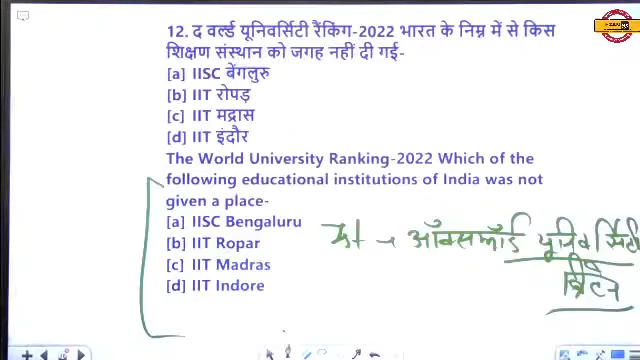 12. द वर्ल्ड यूनिवर्सिटी रैंकिंग-2022 भारत के निम्न में से किस
शिक्षण संस्थान को जगह नहीं दी गई-
[a] IISC बेंगलुरु
[b] IIT रोपड़
[c] IIT मद्रास
[d] IIT इंदौर
The World University Ranking-2022 Which of the
following educational institutions of India was not
given a place-
[a] IISC Bengaluru
[b] IIT Ropar
[c] IIT Madras
[d] IIT Indore
ऑक्सफॉर्ड यूनिवर्सिटी
ब्रिटेन